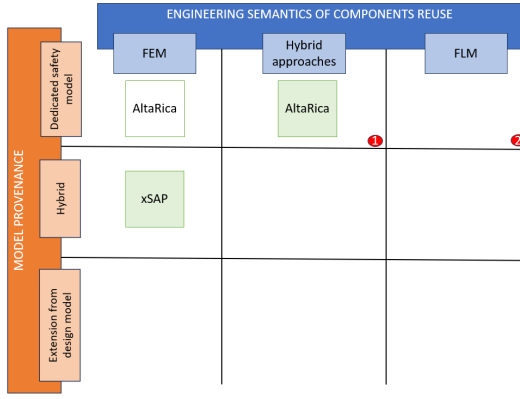 ENGINEERING SEMANTICS OF COMPONENTS REUSE
FEM
Hybrid
approaches
FLM
MODEL PROVENANCE
Dedicated safety
model
AltaRica
AltaRica
1
2
Hybrid
xSAP
Extension from
design model